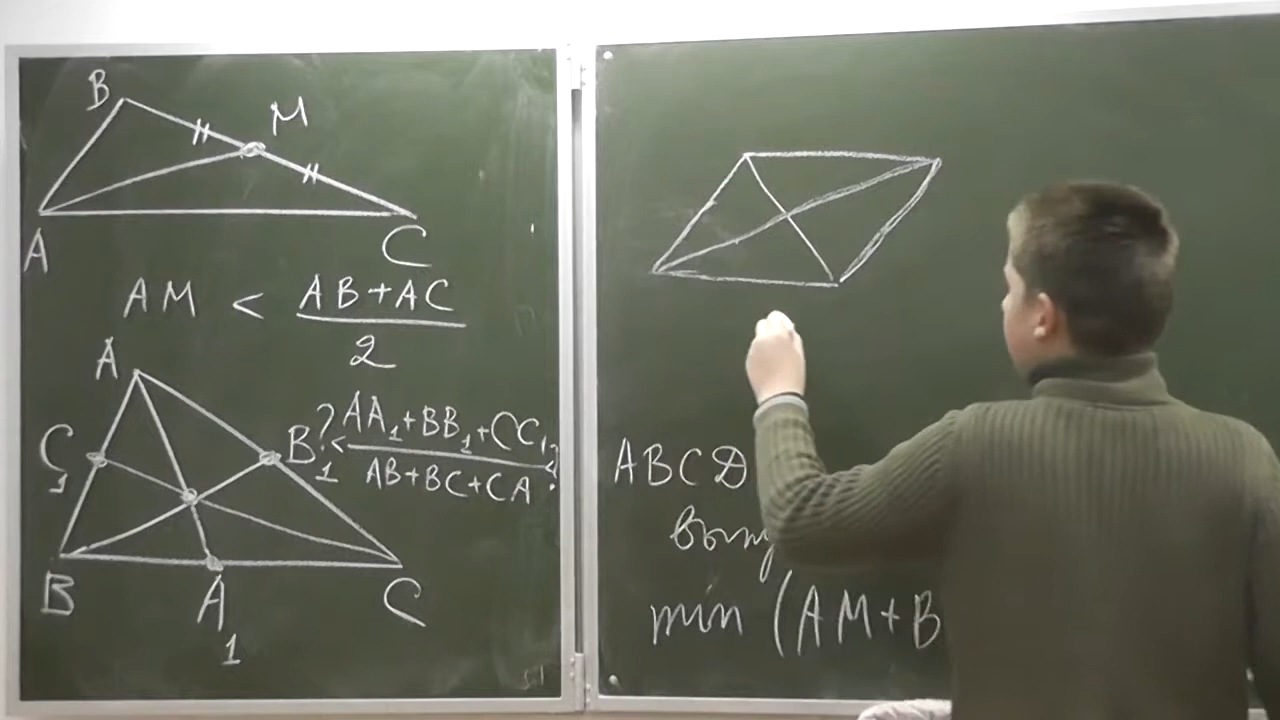 B
M
A
C
AM < AB+AC
2
A
C₁
B₁
? < AA₁+BB₁+CC₁ < ?
AB+BC+CA
B
A₁
C
ABCD
min (AM+B